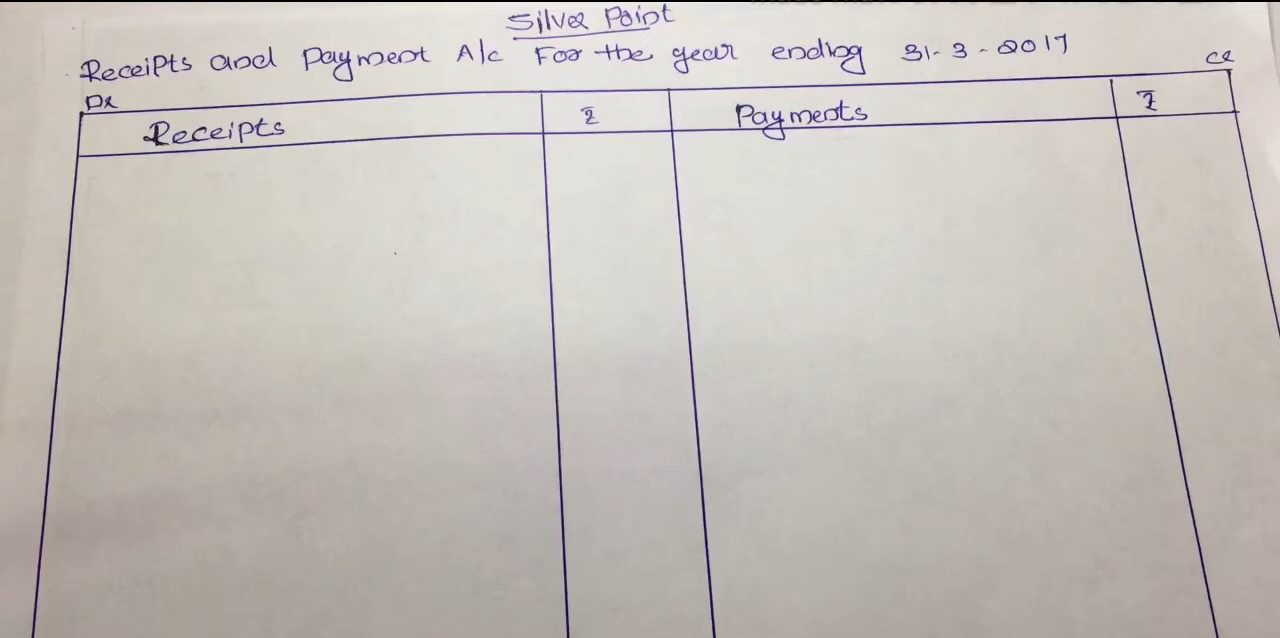 Silver Point
Receipts and Payment A/c For the year ending 31-3-2017
Dr Cr
Receipts ₹ Payments ₹